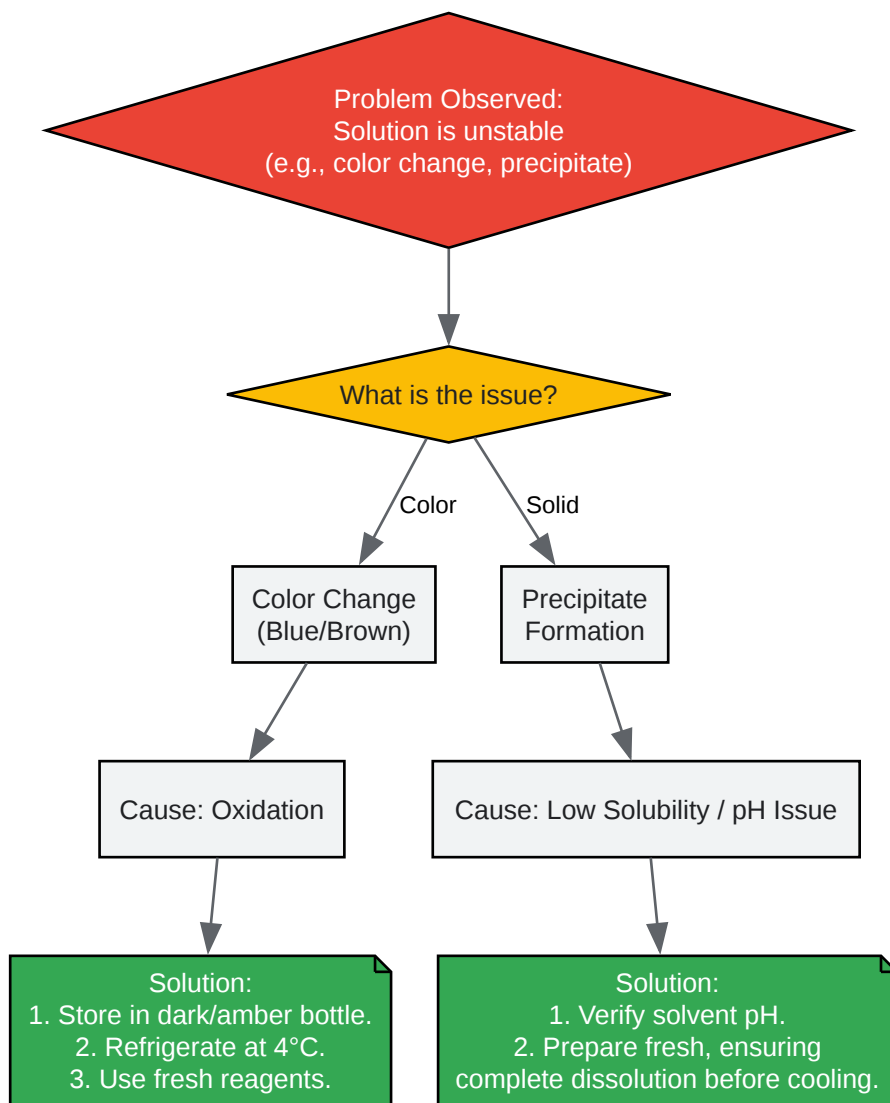 Problem Observed:
Solution is unstable
(e.g., color change, precipitate)
What is the issue?
Color
Solid
Color Change
(Blue/Brown)
Precipitate
Formation
Cause: Oxidation
Cause: Low Solubility / pH Issue
Solution:
1. Store in dark/amber bottle.
2. Refrigerate at 4°C.
3. Use fresh reagents.
Solution:
1. Verify solvent pH.
2. Prepare fresh, ensuring
complete dissolution before cooling.